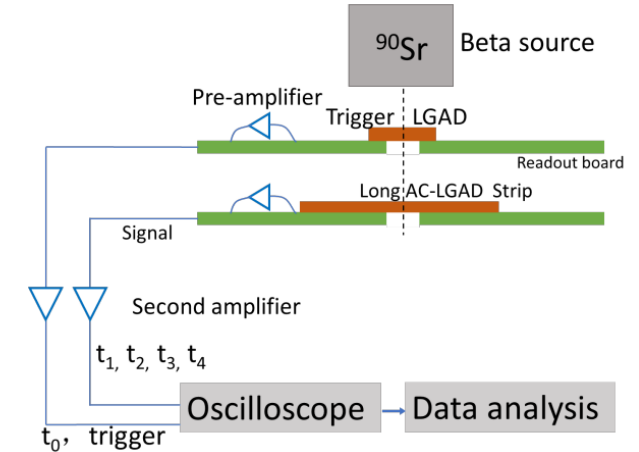 ⁹⁰Sr Beta source
Pre-amplifier
Trigger LGAD
Readout board
Long AC-LGAD Strip
Signal
Second amplifier
t₁, t₂, t₃, t₄
Oscilloscope
Data analysis
t₀, trigger